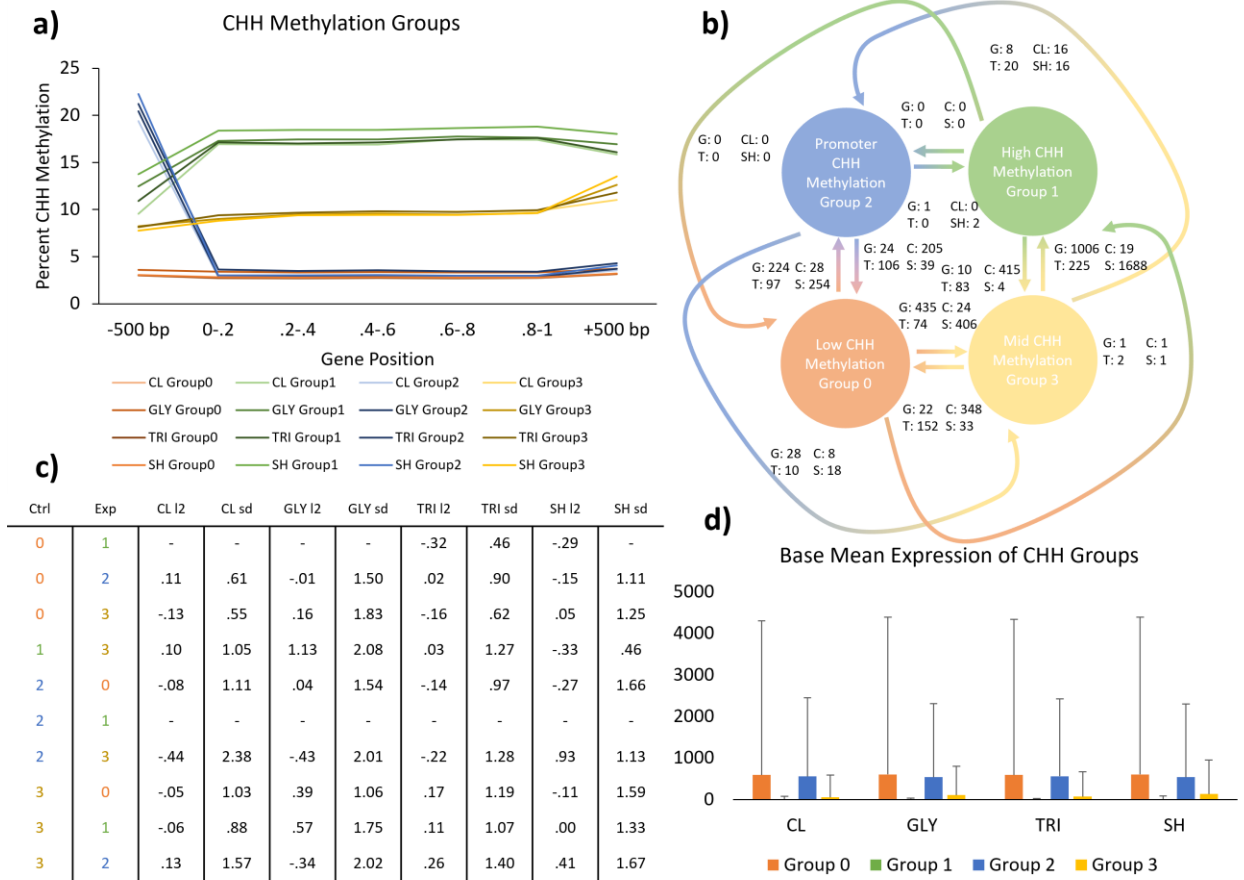 a)
CHH Methylation Groups
Percent CHH Methylation
25
20
15
10
5
0
-500 bp 0-.2 .2-.4 .4-.6 .6-.8 .8-1 +500 bp
Gene Position
CL Group0 CL Group1 CL Group2 CL Group3
GLY Group0 GLY Group1 GLY Group2 GLY Group3
TRI Group0 TRI Group1 TRI Group2 TRI Group3
SH Group0 SH Group1 SH Group2 SH Group3
b)
G: 8 CL: 16
T: 20 SH: 16
G: 0 C: 0
T: 0 S: 0
G: 0 CL: 0
T: 0 SH: 0
Promoter
CHH
Methylation
Group 2
High CHH
Methylation
Group 1
G: 1 CL: 0
T: 0 SH: 2
G: 24 C: 205
T: 106 S: 39
G: 1006 C: 19
T: 225 S: 1688
G: 224 C: 28
T: 97 S: 254
G: 10 C: 415
T: 83 S: 4
G: 435 C: 24
T: 74 S: 406
Low CHH
Methylation
Group 0
Mid CHH
Methylation
Group 3
G: 1 C: 1
T: 2 S: 1
G: 22 C: 348
T: 152 S: 33
G: 28 C: 8
T: 10 S: 18
c)
Ctrl Exp CL l2 CL sd GLY l2 GLY sd TRI l2 TRI sd SH l2 SH sd
0 1 - - - - -.32 .46 -.29 -
0 2 .11 .61 -.01 1.50 .02 .90 -.15 1.11
0 3 -.13 .55 .16 1.83 -.16 .62 .05 1.25
1 3 .10 1.05 1.13 2.08 .03 1.27 -.33 .46
2 0 -.08 1.11 .04 1.54 -.14 .97 -.27 1.66
2 1 - - - - - - - -
2 3 -.44 2.38 -.43 2.01 -.22 1.28 .93 1.13
3 0 -.05 1.03 .39 1.06 .17 1.19 -.11 1.59
3 1 -.06 .88 .57 1.75 .11 1.07 .00 1.33
3 2 .13 1.57 -.34 2.02 .26 1.40 .41 1.67
d)
Base Mean Expression of CHH Groups
5000
4000
3000
2000
1000
0
CL GLY TRI SH
Group 0 Group 1 Group 2 Group 3